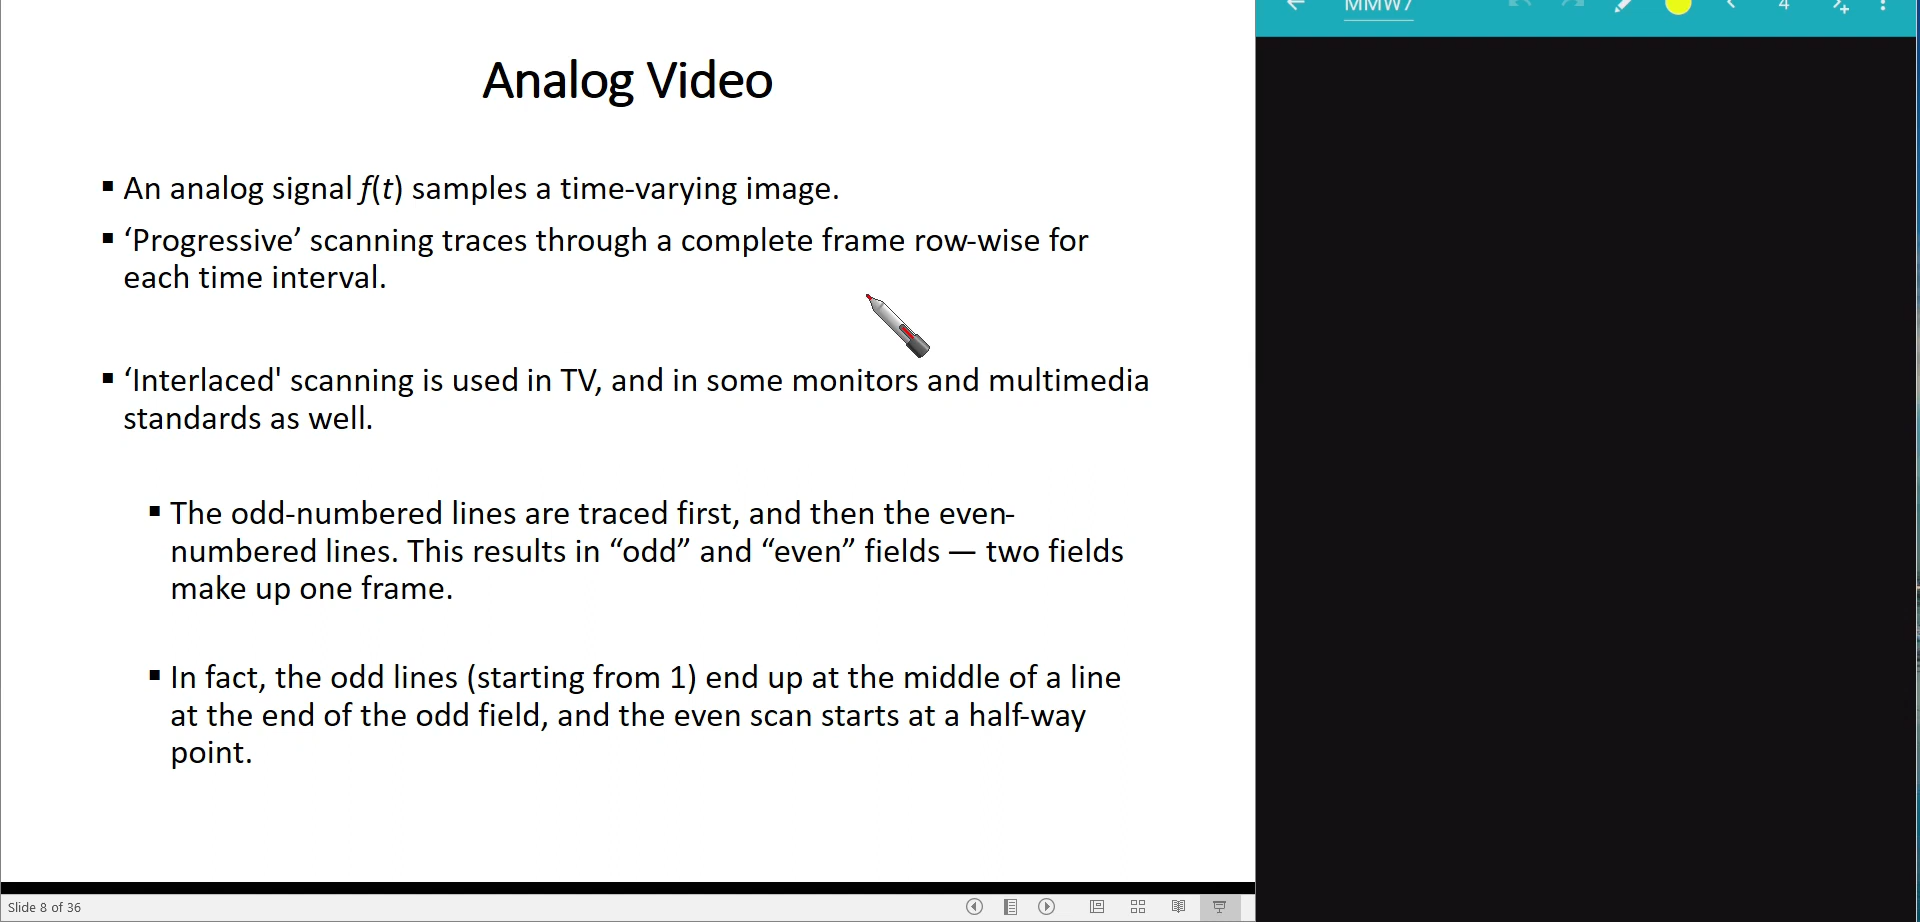 MMW7
4
Analog Video
▪ An analog signal f(t) samples a time-varying image.
▪ ‘Progressive’ scanning traces through a complete frame row-wise for
each time interval.
▪ ‘Interlaced' scanning is used in TV, and in some monitors and multimedia
standards as well.
▪ The odd-numbered lines are traced first, and then the even-
numbered lines. This results in “odd” and “even” fields — two fields
make up one frame.
▪ In fact, the odd lines (starting from 1) end up at the middle of a line
at the end of the odd field, and the even scan starts at a half-way
point.
Slide 8 of 36